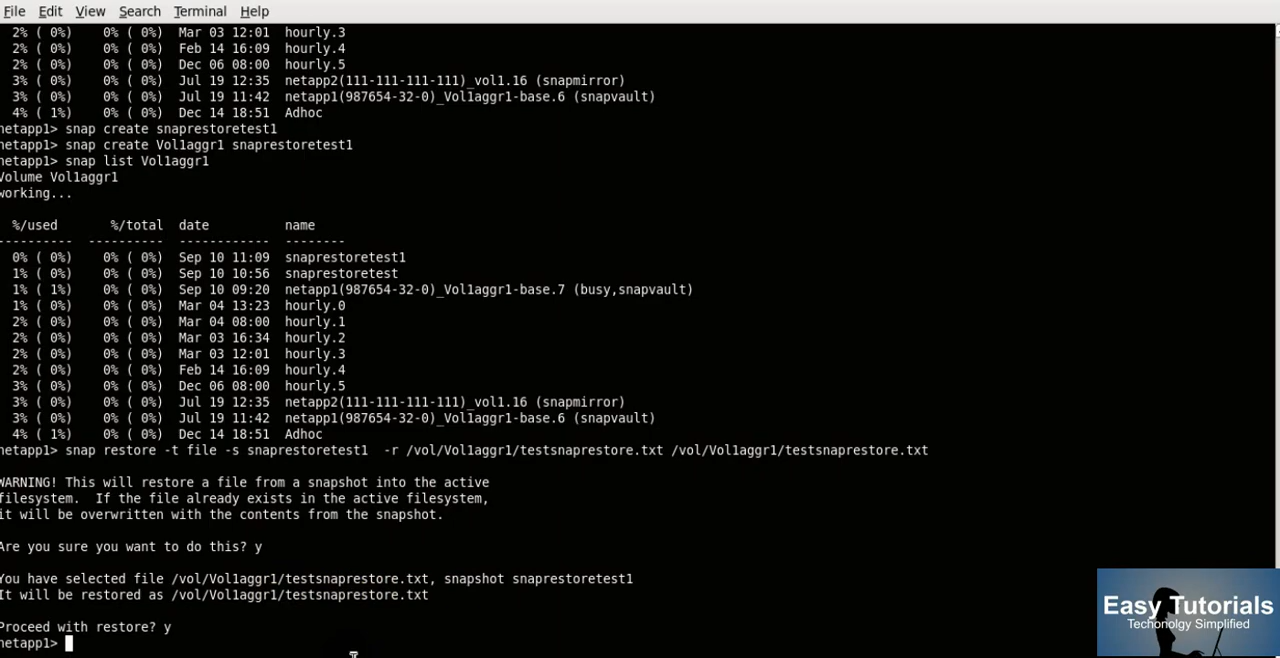 File Edit View Search Terminal Help
2% ( 0%) 0% ( 0%) Mar 03 12:01 hourly.3
2% ( 0%) 0% ( 0%) Feb 14 16:09 hourly.4
2% ( 0%) 0% ( 0%) Dec 06 08:00 hourly.5
3% ( 0%) 0% ( 0%) Jul 19 12:35 netapp2(111-111-111-111)_vol1.16 (snapmirror)
3% ( 0%) 0% ( 0%) Jul 19 11:42 netapp1(987654-32-0)_Vol1aggr1-base.6 (snapvault)
4% ( 1%) 0% ( 0%) Dec 14 18:51 Adhoc
netapp1> snap create snaprestoretest1
netapp1> snap create Vol1aggr1 snaprestoretest1
netapp1> snap list Vol1aggr1
Volume Vol1aggr1
working...
%/used %/total date name
---------- ---------- ------------ --------
0% ( 0%) 0% ( 0%) Sep 10 11:09 snaprestoretest1
1% ( 0%) 0% ( 0%) Sep 10 10:56 snaprestoretest
1% ( 1%) 0% ( 0%) Sep 10 09:20 netapp1(987654-32-0)_Vol1aggr1-base.7 (busy,snapvault)
1% ( 0%) 0% ( 0%) Mar 04 13:23 hourly.0
2% ( 0%) 0% ( 0%) Mar 04 08:00 hourly.1
2% ( 0%) 0% ( 0%) Mar 03 16:34 hourly.2
2% ( 0%) 0% ( 0%) Mar 03 12:01 hourly.3
2% ( 0%) 0% ( 0%) Feb 14 16:09 hourly.4
3% ( 0%) 0% ( 0%) Dec 06 08:00 hourly.5
3% ( 0%) 0% ( 0%) Jul 19 12:35 netapp2(111-111-111-111)_vol1.16 (snapmirror)
3% ( 0%) 0% ( 0%) Jul 19 11:42 netapp1(987654-32-0)_Vol1aggr1-base.6 (snapvault)
4% ( 1%) 0% ( 0%) Dec 14 18:51 Adhoc
netapp1> snap restore -t file -s snaprestoretest1 -r /vol/Vol1aggr1/testsnaprestore.txt /vol/Vol1aggr1/testsnaprestore.txt
WARNING! This will restore a file from a snapshot into the active
filesystem. If the file already exists in the active filesystem,
it will be overwritten with the contents from the snapshot.
Are you sure you want to do this? y
You have selected file /vol/Vol1aggr1/testsnaprestore.txt, snapshot snaprestoretest1
It will be restored as /vol/Vol1aggr1/testsnaprestore.txt
Proceed with restore? y
netapp1>
Easy Tutorials
Techonolgy Simplified